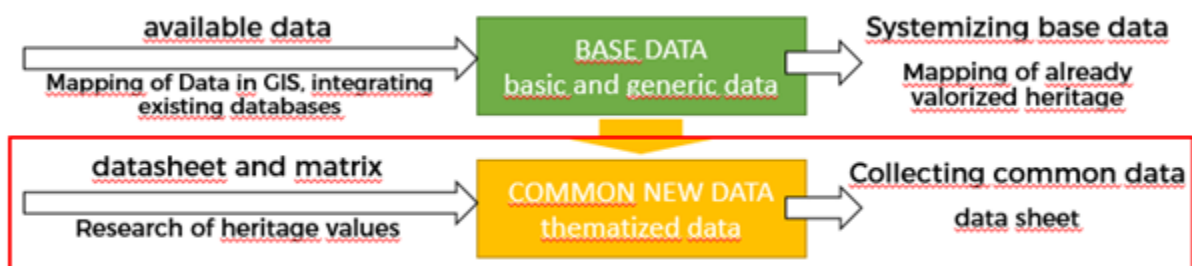 available data
Mapping of Data in GIS, integrating
existing databases
BASE DATA
basic and generic data
Systemizing base data
Mapping of already
valorized heritage
datasheet and matrix
Research of heritage values
COMMON NEW DATA
thematized data
Collecting common data
data sheet